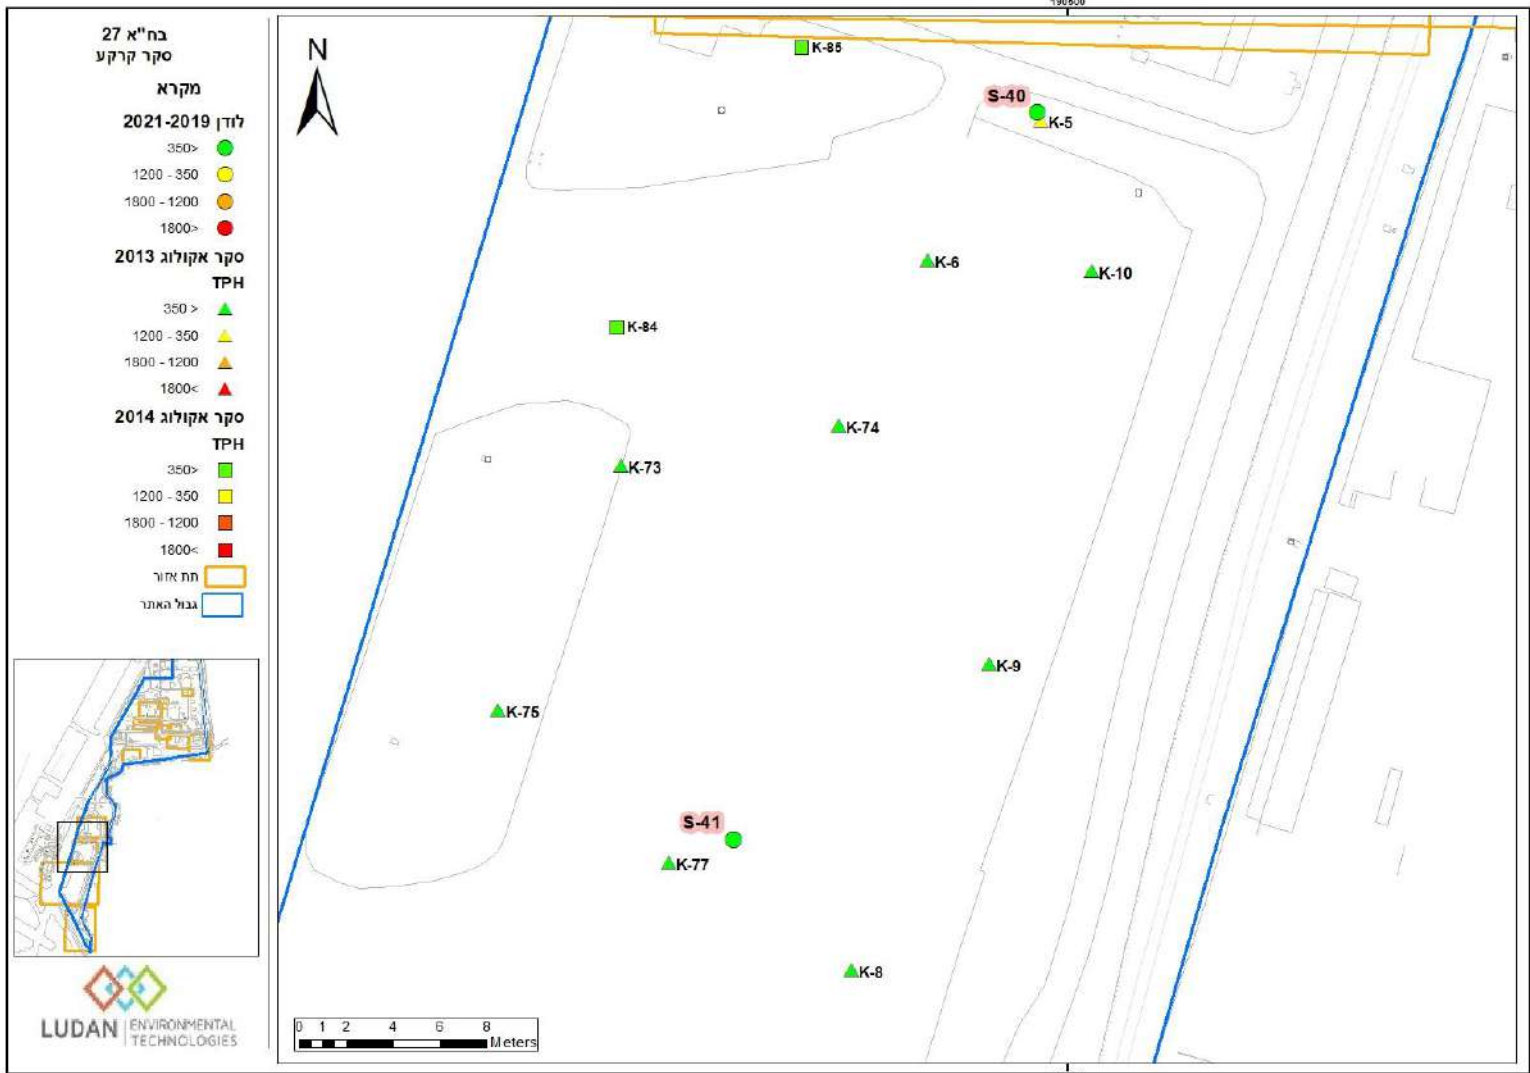 190600
בח"א 27
סקר קרקע
מקרא
לודן 2021-2019
350>
1200 - 350
1800 - 1200
1800>
סקר אקולוג 2013
TPH
350 >
1200 - 350
1800 - 1200
1800<
סקר אקולוג 2014
TPH
350>
1200 - 350
1800 - 1200
1800<
תת אזור
גבול האתר
LUDAN ENVIRONMENTAL
TECHNOLOGIES
N
K-85
S-40
K-5
K-6
K-10
K-84
K-74
K-73
K-9
K-75
S-41
K-77
K-8
0 1 2 4 6 8
Meters